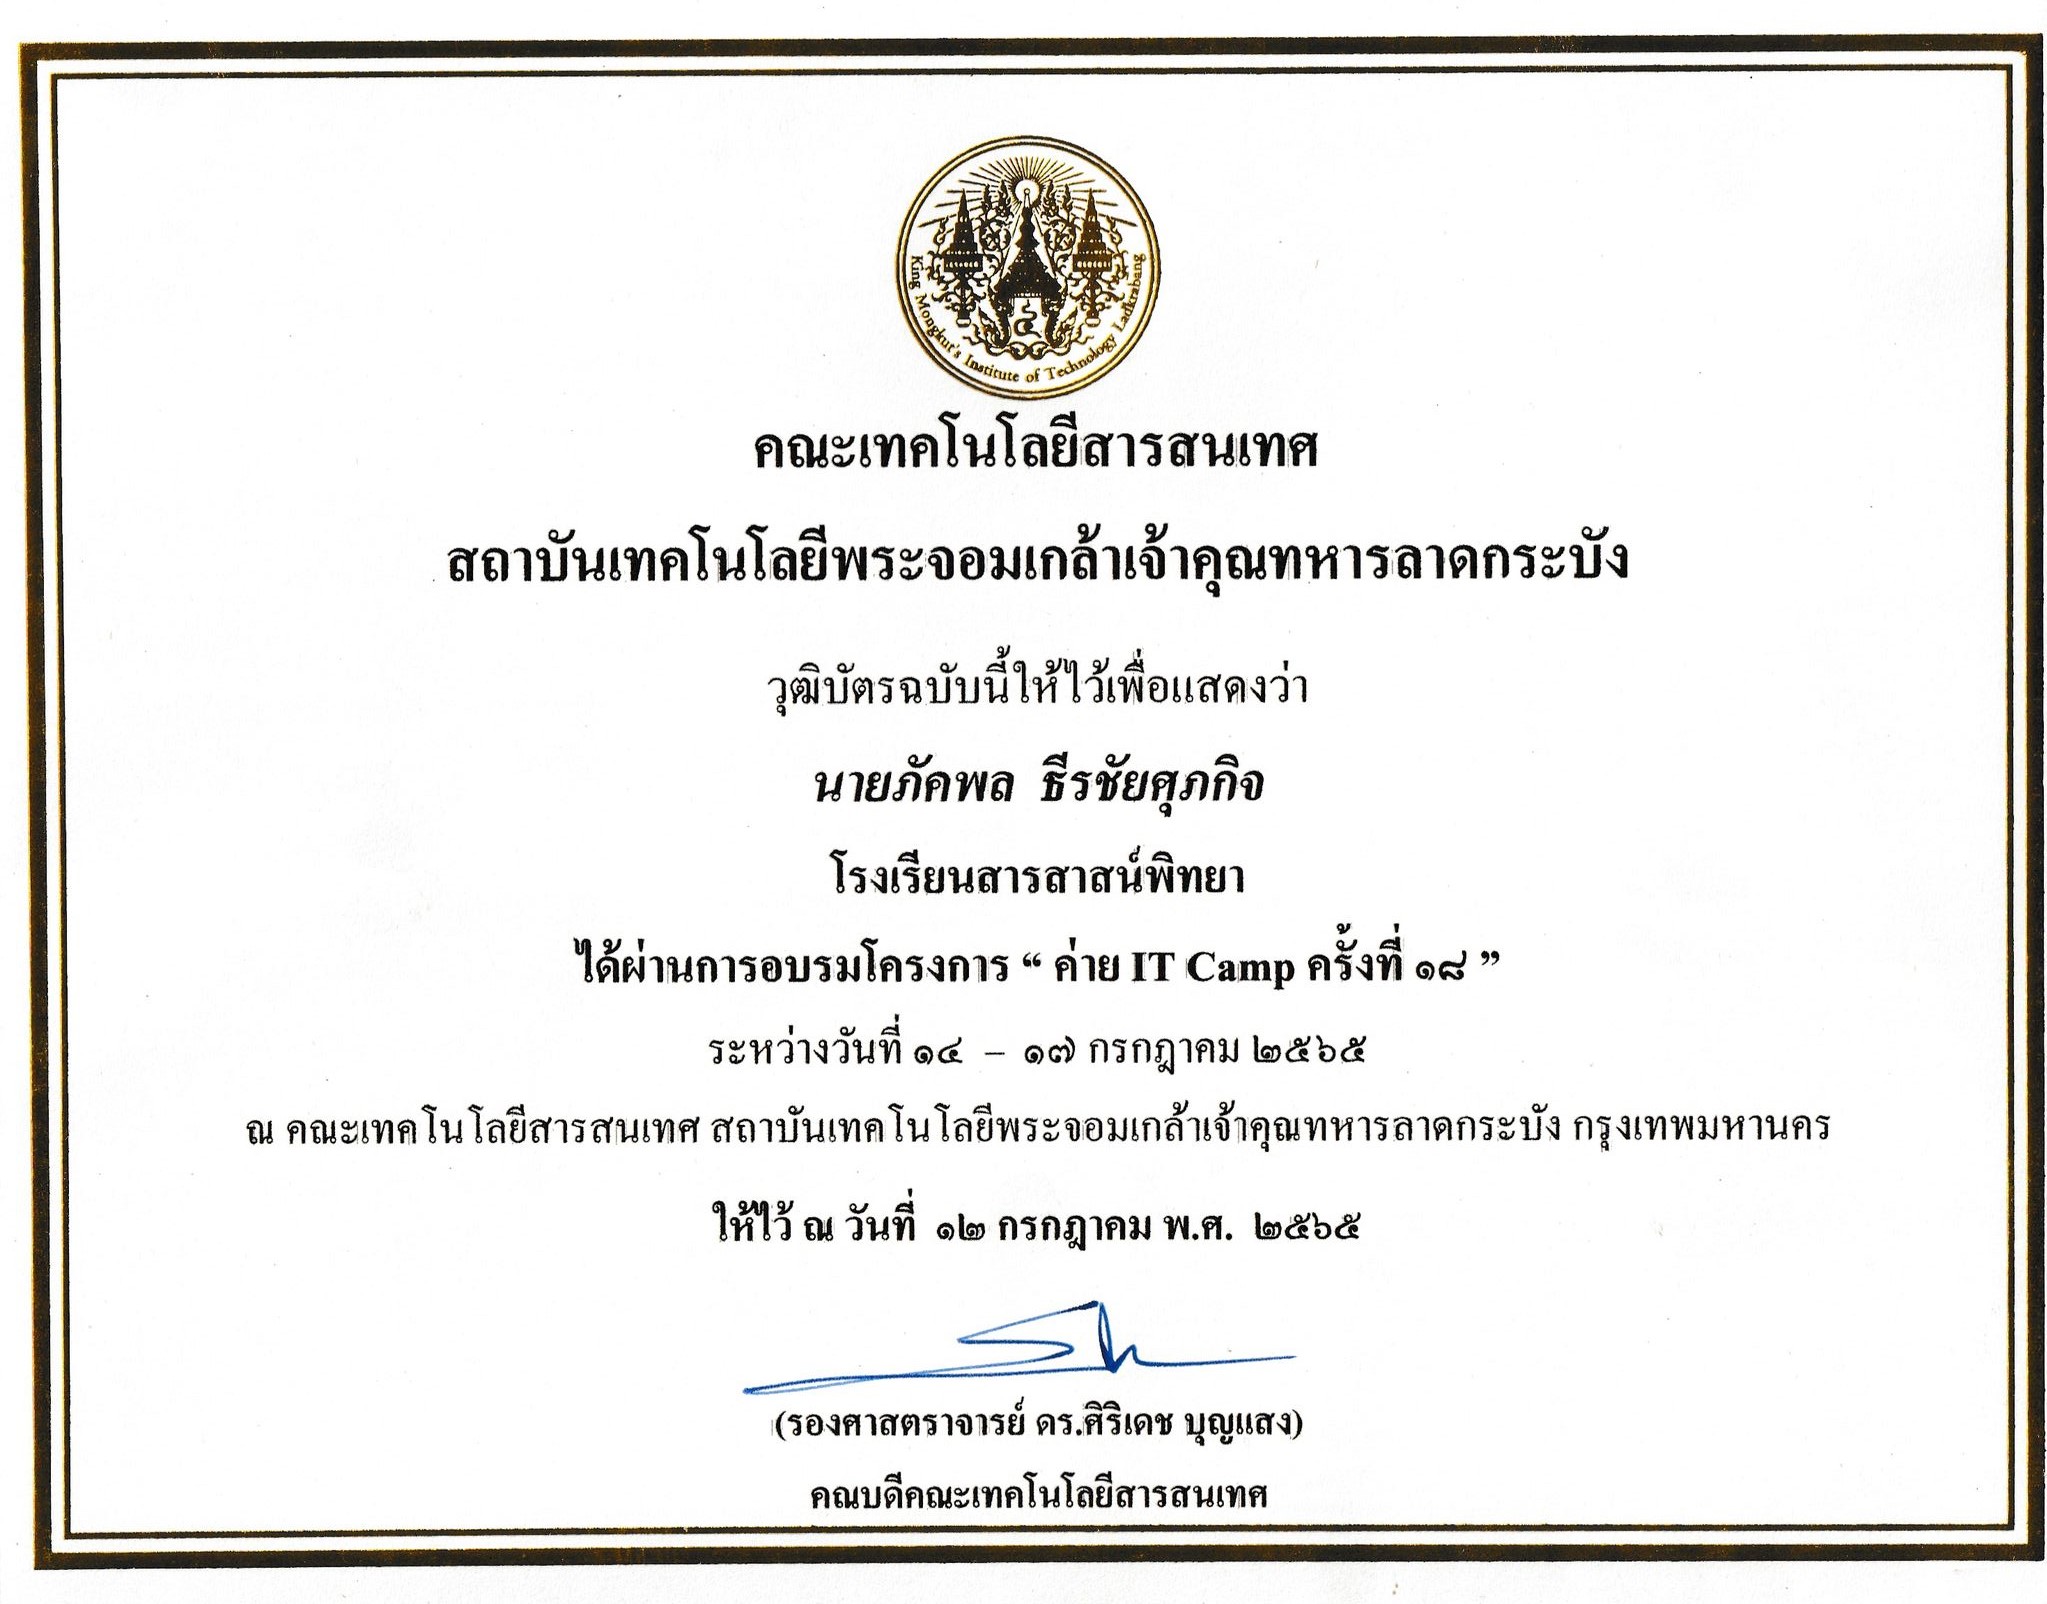 King Mongkut's Institute of Technology Ladkrabang
คณะเทคโนโลยีสารสนเทศ
สถาบันเทคโนโลยีพระจอมเกล้าเจ้าคุณทหารลาดกระบัง
วุฒิบัตรฉบับนี้ให้ไว้เพื่อแสดงว่า
นายภัคพล ธีรชัยศุภกิจ
โรงเรียนสารสาสน์พิทยา
ได้ผ่านการอบรมโครงการ “ ค่าย IT Camp ครั้งที่ ๑๘ ”
ระหว่างวันที่ ๑๔ – ๑๗ กรกฎาคม ๒๕๖๕
ณ คณะเทคโนโลยีสารสนเทศ สถาบันเทคโนโลยีพระจอมเกล้าเจ้าคุณทหารลาดกระบัง กรุงเทพมหานคร
ให้ไว้ ณ วันที่ ๑๒ กรกฎาคม พ.ศ. ๒๕๖๕
(รองศาสตราจารย์ ดร.ศิริเดช บุญแสง)
คณบดีคณะเทคโนโลยีสารสนเทศ